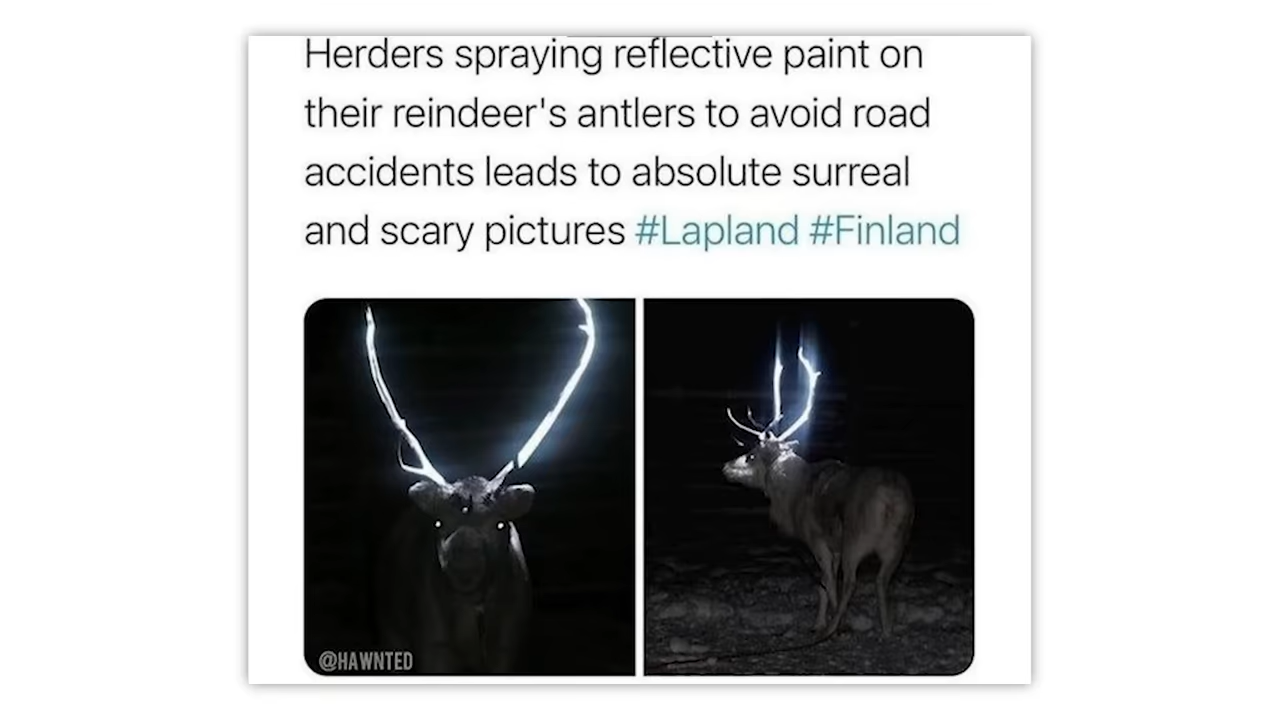 Herders spraying reflective paint on
their reindeer's antlers to avoid road
accidents leads to absolute surreal
and scary pictures #Lapland #Finland
@HAWNTED